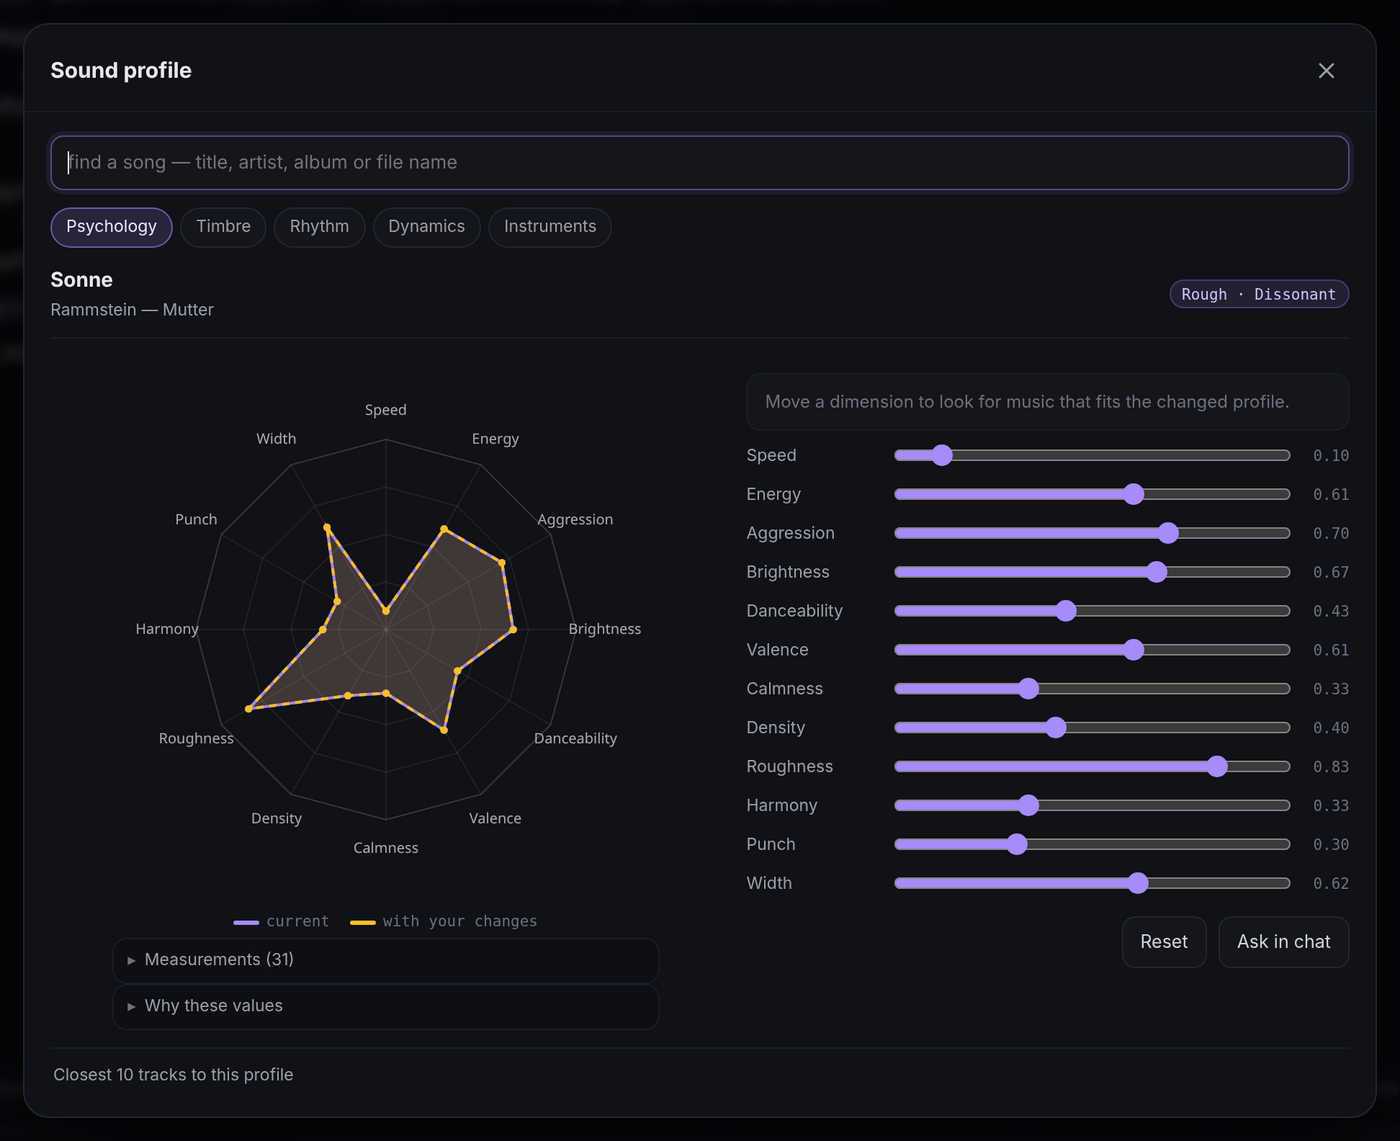 Sound profile
find a song — title, artist, album or file name
Psychology Timbre Rhythm Dynamics Instruments
Sonne
Rammstein — Mutter
Rough · Dissonant
Speed
Width
Energy
Punch
Aggression
Harmony
Brightness
Roughness
Danceability
Density
Valence
Calmness
current with your changes
▸ Measurements (31)
▸ Why these values
Move a dimension to look for music that fits the changed profile.
Speed 0.10
Energy 0.61
Aggression 0.70
Brightness 0.67
Danceability 0.43
Valence 0.61
Calmness 0.33
Density 0.40
Roughness 0.83
Harmony 0.33
Punch 0.30
Width 0.62
Reset Ask in chat
Closest 10 tracks to this profile